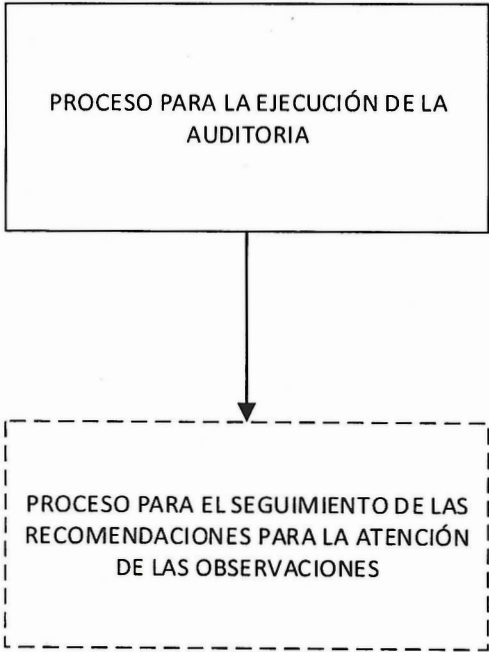 PROCESO PARA LA EJECUCIÓN DE LA
AUDITORIA
PROCESO PARA EL SEGUIMIENTO DE LAS
RECOMENDACIONES PARA LA ATENCIÓN
DE LAS OBSERVACIONES